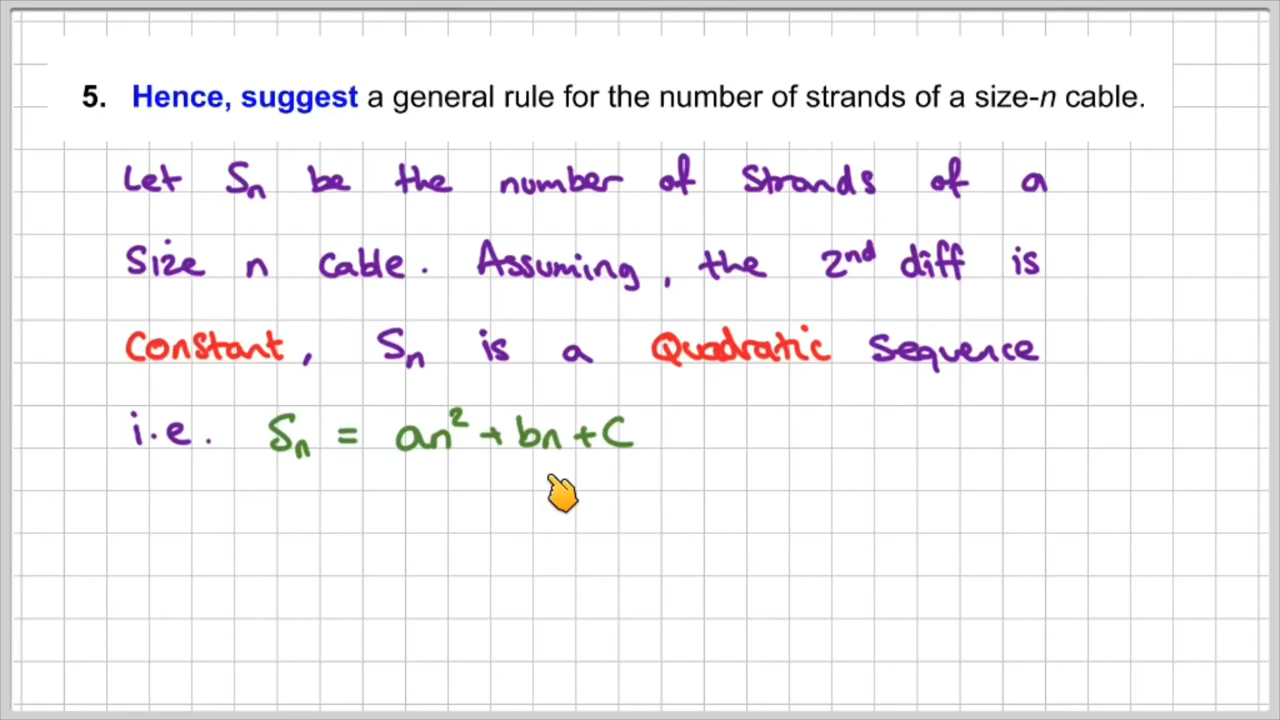 5. Hence, suggest a general rule for the number of strands of a size-n cable.
Let Sₙ be the number of strands of a
Size n cable. Assuming, the 2nd diff is
constant, Sₙ is a Quadratic sequence
i.e. Sₙ = an² + bn + C